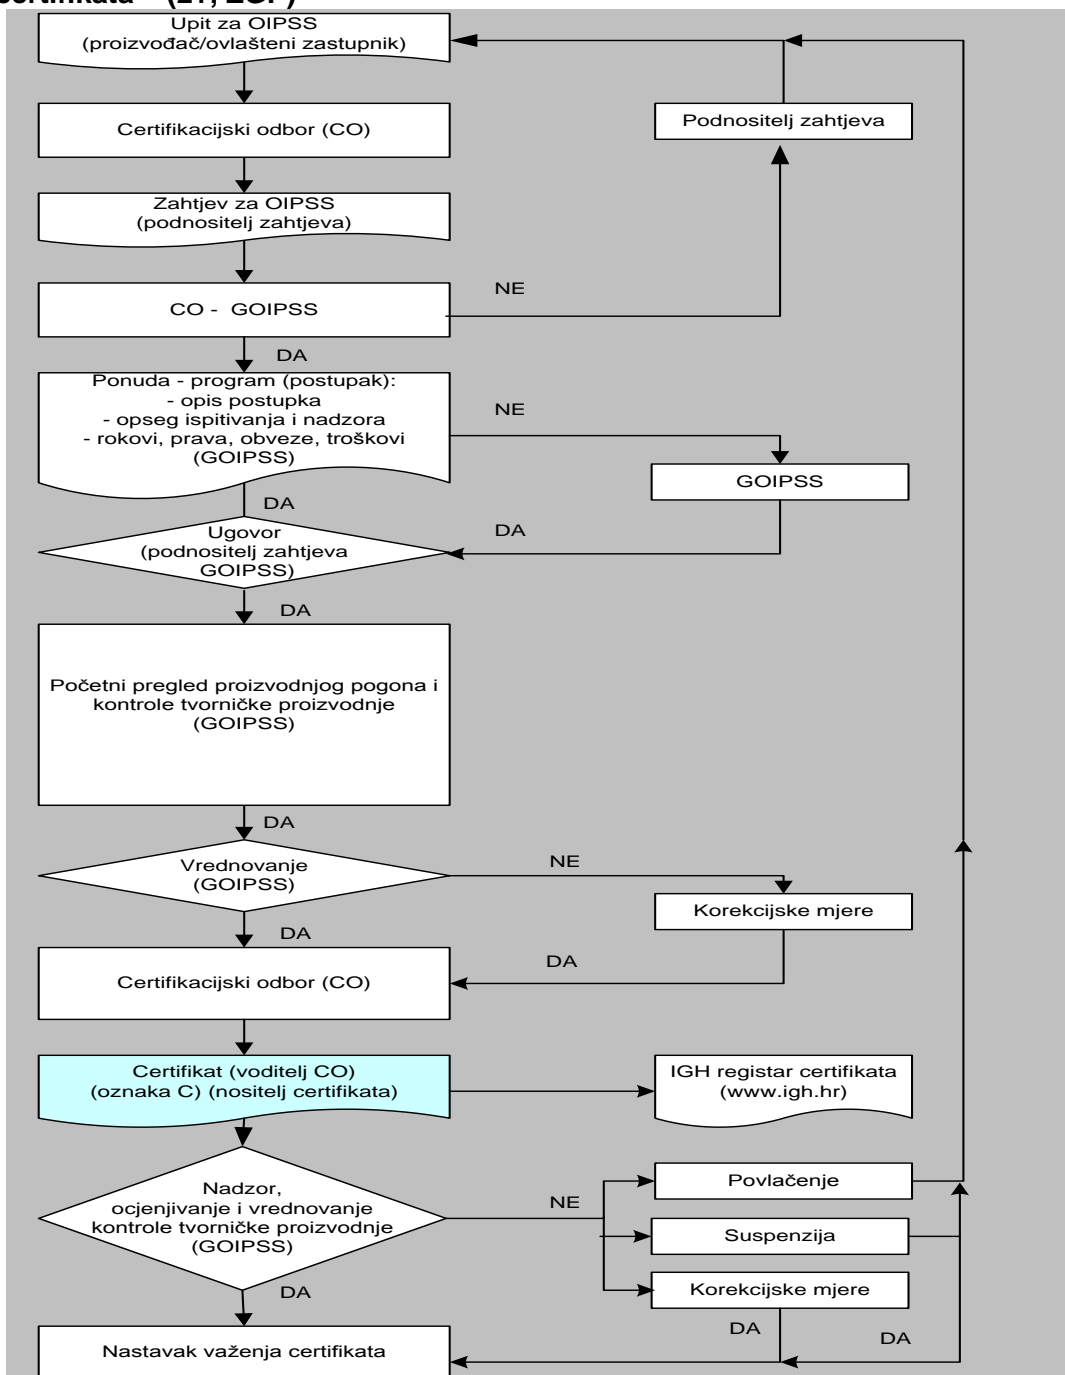 Upit za OIPSS
(proizvođač/ovlašteni zastupnik)
Certifikacijski odbor (CO)
Podnositelj zahtjeva
Zahtjev za OIPSS
(podnositelj zahtjeva)
NE
CO - GOIPSS
DA
Ponuda - program (postupak):
- opis postupka
- opseg ispitivanja i nadzora
- rokovi, prava, obveze, troškovi
(GOIPSS)
NE
GOIPSS
DA
Ugovor
(podnositelj zahtjeva
GOIPSS)
DA
DA
Početni pregled proizvodnjog pogona i
kontrole tvorničke proizvodnje
(GOIPSS)
DA
Vrednovanje
(GOIPSS)
NE
Korekcijske mjere
DA
DA
Certifikacijski odbor (CO)
Certifikat (voditelj CO)
(oznaka C) (nositelj certifikata)
IGH registar certifikata
(www.igh.hr)
Nadzor,
ocjenjivanje i vrednovanje
kontrole tvorničke proizvodnje
(GOIPSS)
NE
Povlačenje
Suspenzija
Korekcijske mjere
DA
DA
DA
Nastavak važenja certifikata